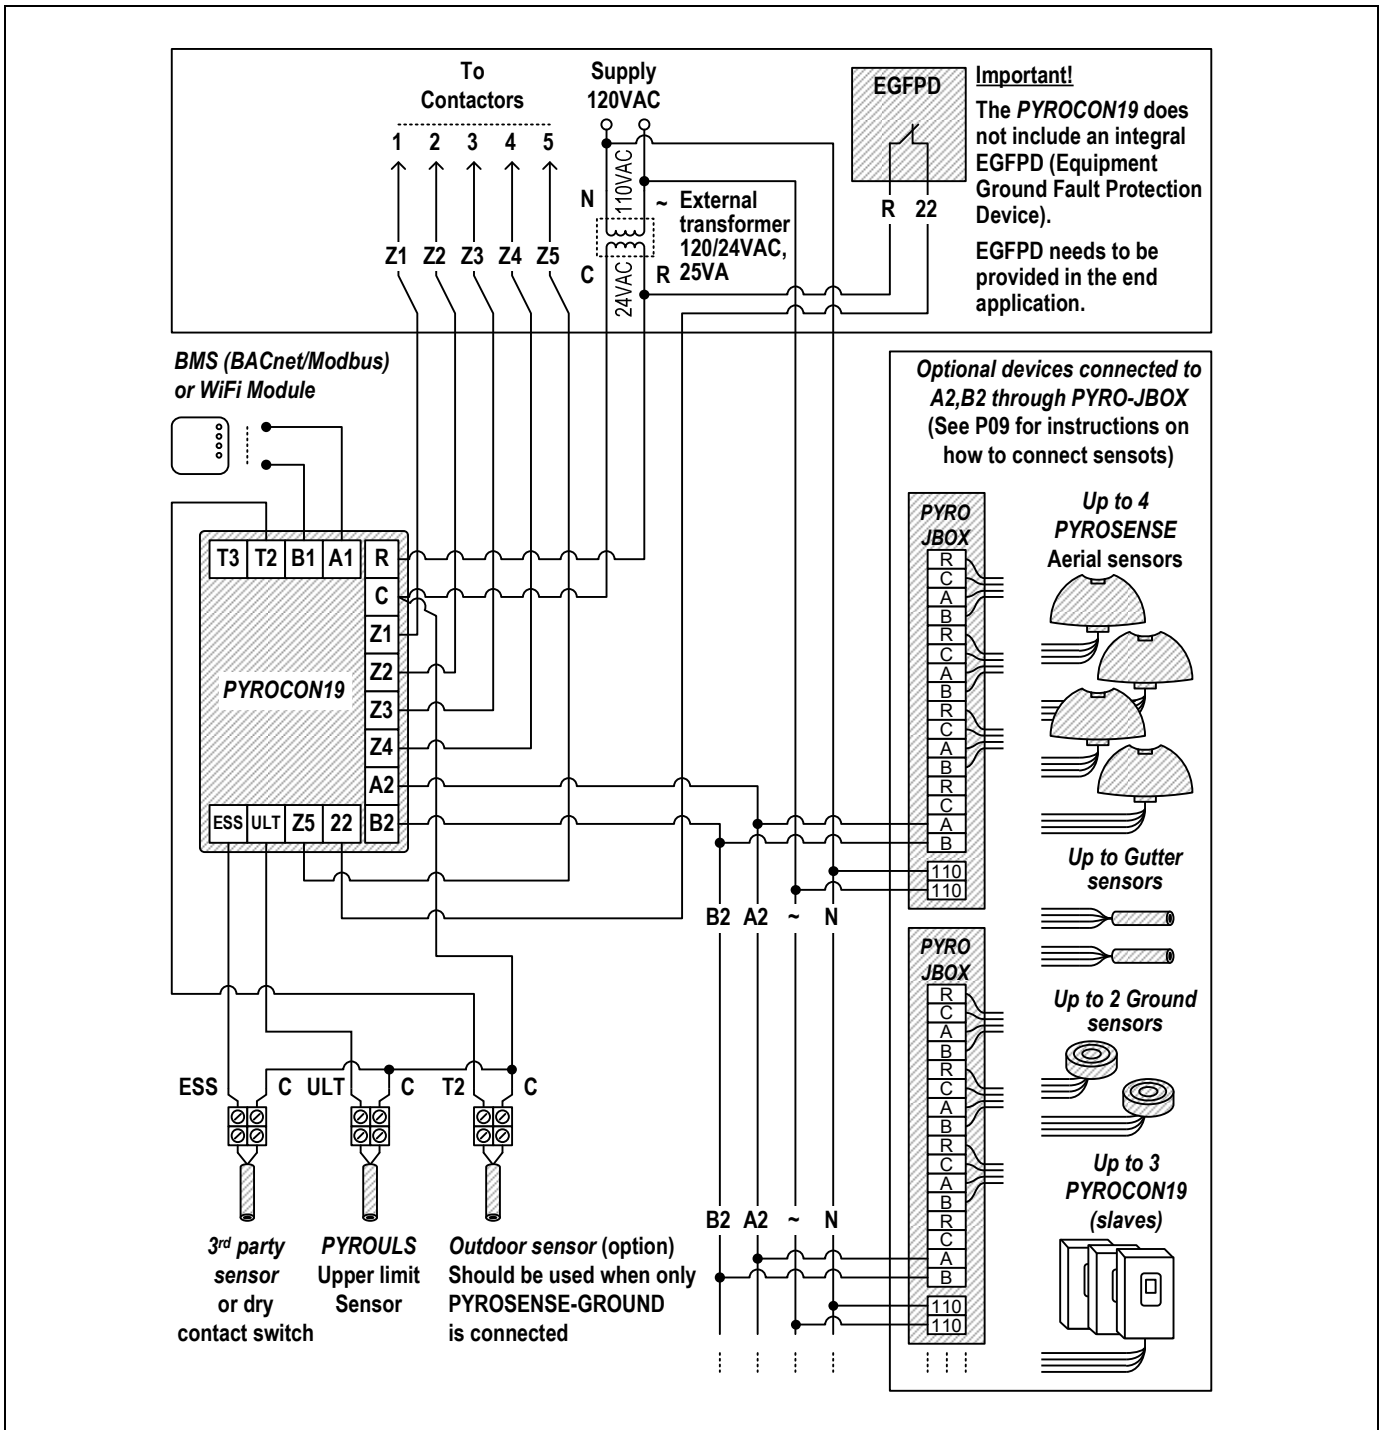 To
Contactors
1 2 3 4 5
Z1 Z2 Z3 Z4 Z5
Supply
120VAC
110VAC
N ~
External
transformer
120/24VAC,
25VA
C R
24VAC
EGFPD
R 22
Important!
The PYROCON19 does
not include an integral
EGFPD (Equipment
Ground Fault Protection
Device).
EGFPD needs to be
provided in the end
application.
BMS (BACnet/Modbus)
or WiFi Module
T3 T2 B1 A1 R
C
Z1
Z2
Z3
Z4
A2
B2
PYROCON19
ESS ULT Z5 22
B2 A2 ~ N
B2 A2 ~ N
ESS C ULT C T2 C
3rd party
sensor
or dry
contact switch
PYROULS
Upper limit
Sensor
Outdoor sensor (option)
Should be used when only
PYROSENSE-GROUND
is connected
Optional devices connected to
A2,B2 through PYRO-JBOX
(See P09 for instructions on
how to connect sensots)
PYRO
JBOX
R
C
A
B
R
C
A
B
R
C
A
B
R
C
A
B
110
110
PYRO
JBOX
R
C
A
B
R
C
A
B
R
C
A
B
R
C
A
B
110
110
Up to 4
PYROSENSE
Aerial sensors
Up to Gutter
sensors
Up to 2 Ground
sensors
Up to 3
PYROCON19
(slaves)